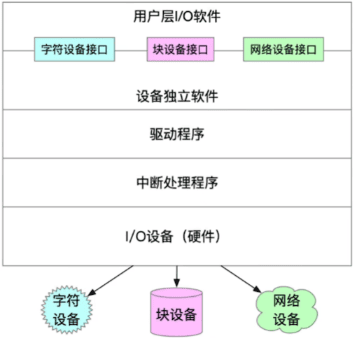 用户层I/O软件
字符设备接口 块设备接口 网络设备接口
设备独立软件
驱动程序
中断处理程序
I/O设备（硬件）
字符 网络
设备 块设备 设备